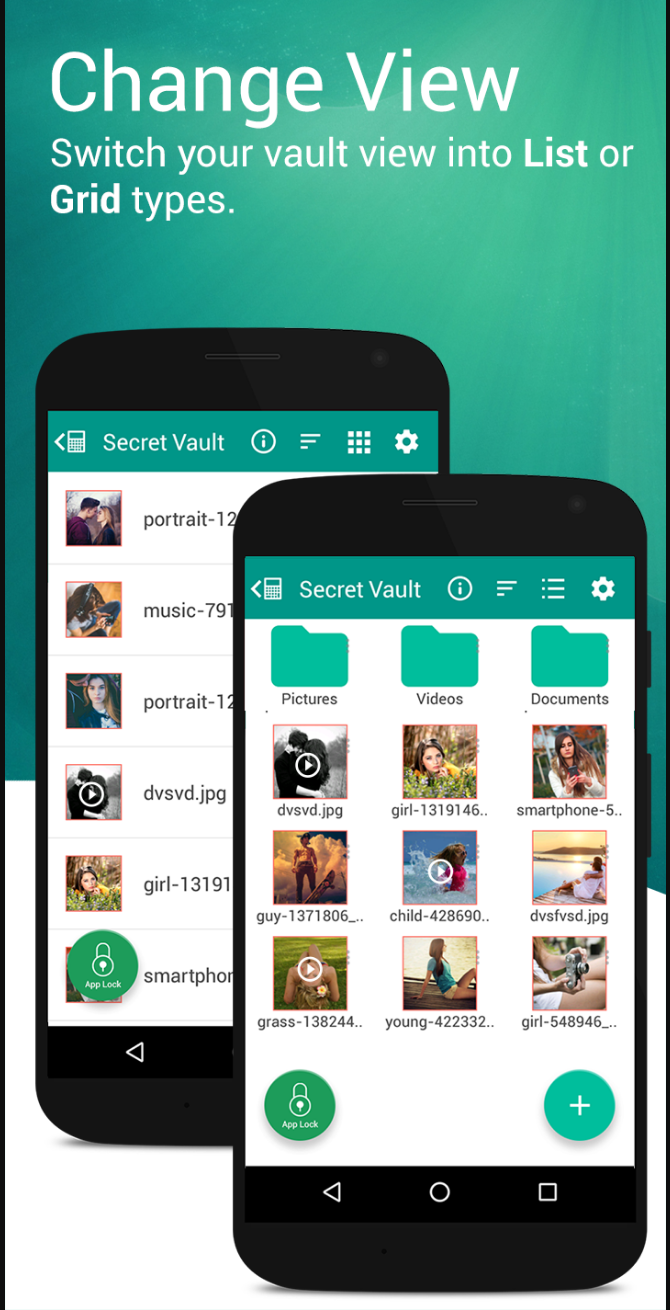 Change View
Switch your vault view into List or
Grid types.
Secret Vault
portrait-12
music-791
portrait-12
dvsvd.jpg
girl-13191
smartphon
App Lock
Secret Vault
Pictures Videos Documents
dvsvd.jpg girl-1319146.. smartphone-5..
guy-1371806_.. child-428690.. dvsfvsd.jpg
grass-138244.. young-422332.. girl-548946_..
App Lock
+